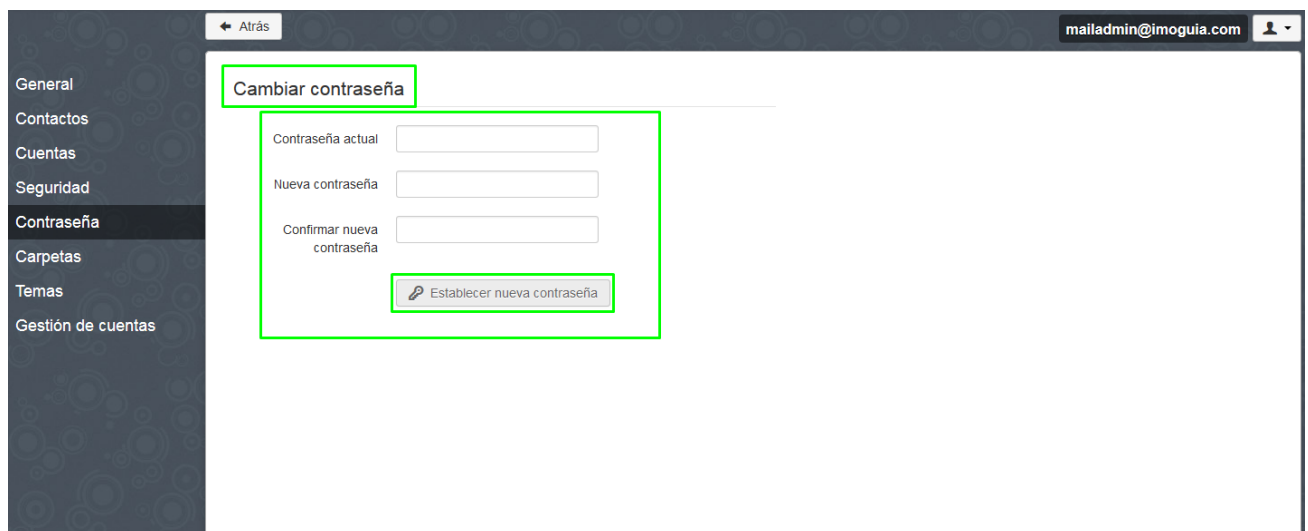 Atrás
mailadmin@imoguia.com
General
Contactos
Cuentas
Seguridad
Contraseña
Carpetas
Temas
Gestión de cuentas
Cambiar contraseña
Contraseña actual
Nueva contraseña
Confirmar nueva
contraseña
Establecer nueva contraseña